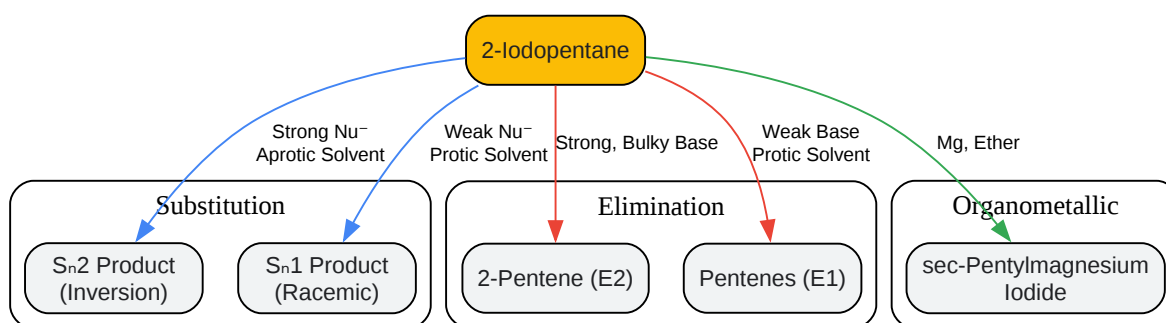 2-Iodopentane
Strong Nu⁻
Aprotic Solvent
Weak Nu⁻
Protic Solvent
Strong, Bulky Base
Weak Base
Protic Solvent
Mg, Ether
Substitution
Elimination
Organometallic
Sₙ2 Product
(Inversion)
Sₙ1 Product
(Racemic)
2-Pentene (E2)
Pentenes (E1)
sec-Pentylmagnesium
Iodide